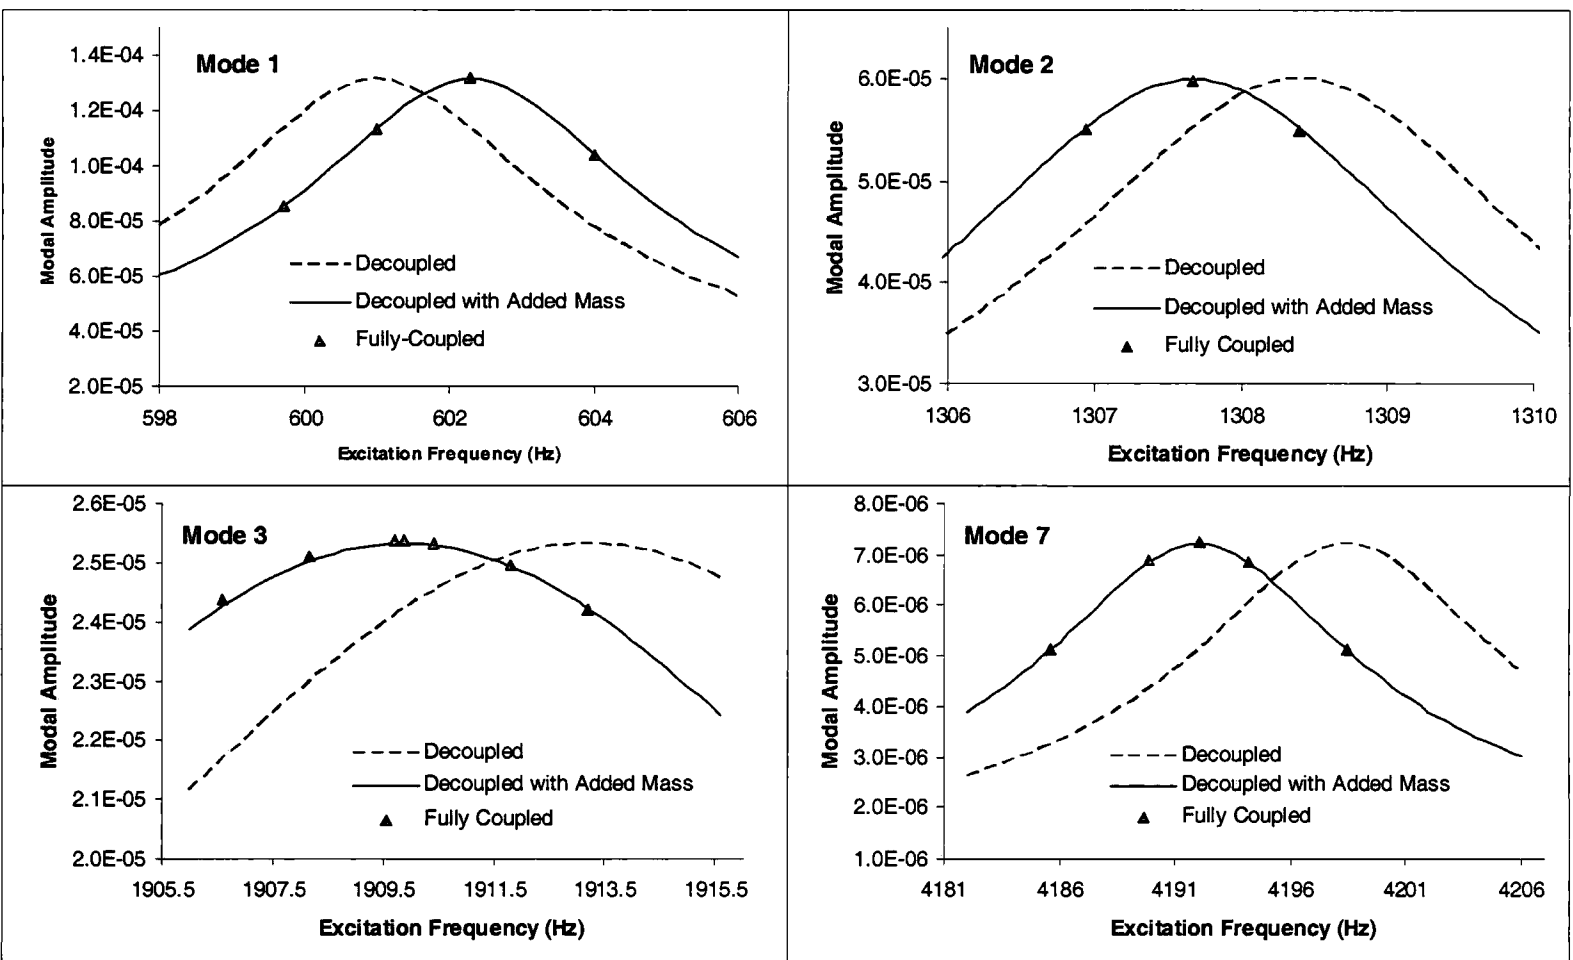 Mode 1
1.4E-04
1.2E-04
1.0E-04
8.0E-05
6.0E-05
4.0E-05
2.0E-05
Modal Amplitude
Decoupled
Decoupled with Added Mass
Fully-Coupled
598 600 602 604 606
Excitation Frequency (Hz)
Mode 2
6.0E-05
5.0E-05
4.0E-05
3.0E-05
Modal Amplitude
Decoupled
Decoupled with Added Mass
Fully Coupled
1306 1307 1308 1309 1310
Excitation Frequency (Hz)
Mode 3
2.6E-05
2.5E-05
2.4E-05
2.3E-05
2.2E-05
2.1E-05
2.0E-05
Modal Amplitude
Decoupled
Decoupled with Added Mass
Fully Coupled
1905.5 1907.5 1909.5 1911.5 1913.5 1915.5
Excitation Frequency (Hz)
Mode 7
8.0E-06
7.0E-06
6.0E-06
5.0E-06
4.0E-06
3.0E-06
2.0E-06
1.0E-06
Modal Amplitude
Decoupled
Decoupled with Added Mass
Fully Coupled
4181 4186 4191 4196 4201 4206
Excitation Frequency (Hz)